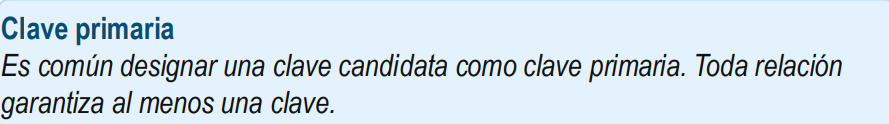 Clave primaria
Es común designar una clave candidata como clave primaria. Toda relación
garantiza al menos una clave.